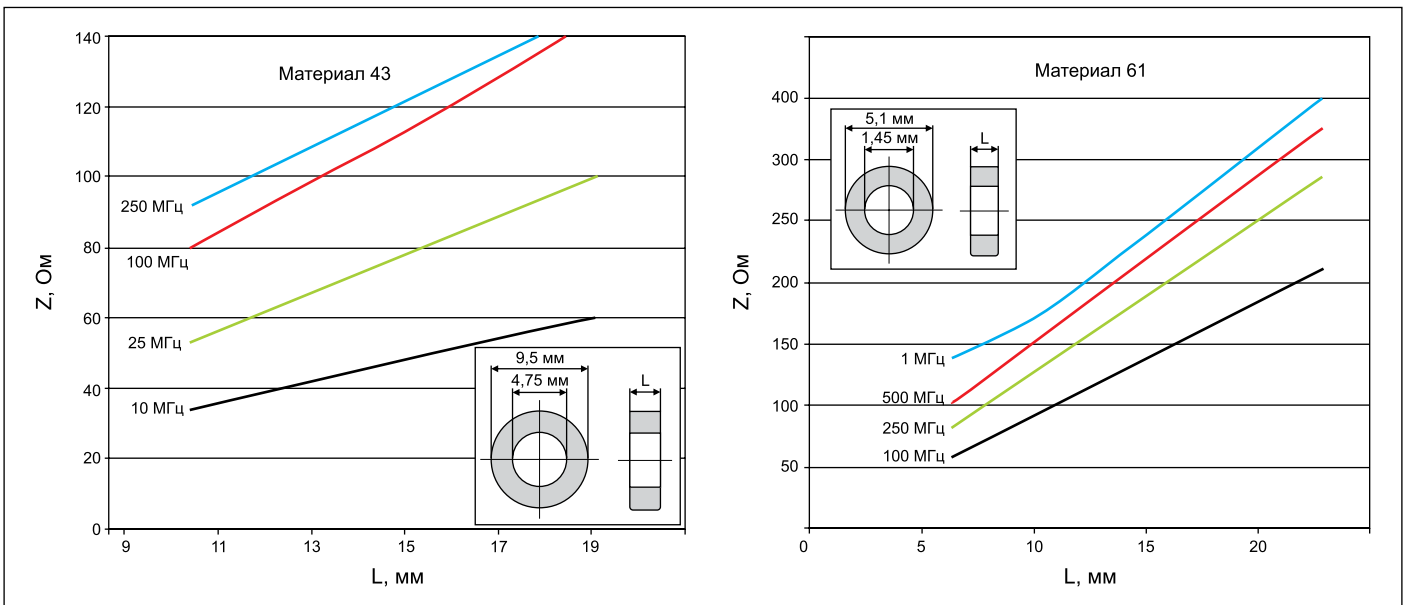 Материал 43
Z, Ом
140
120
100
80
60
40
20
0
250 МГц
100 МГц
25 МГц
10 МГц
9,5 мм
4,75 мм
L
9
11
13
15
17
19
L, мм
Материал 61
Z, Ом
400
300
250
200
150
100
50
0
5,1 мм
1,45 мм
L
1 МГц
500 МГц
250 МГц
100 МГц
5
10
15
20
L, мм